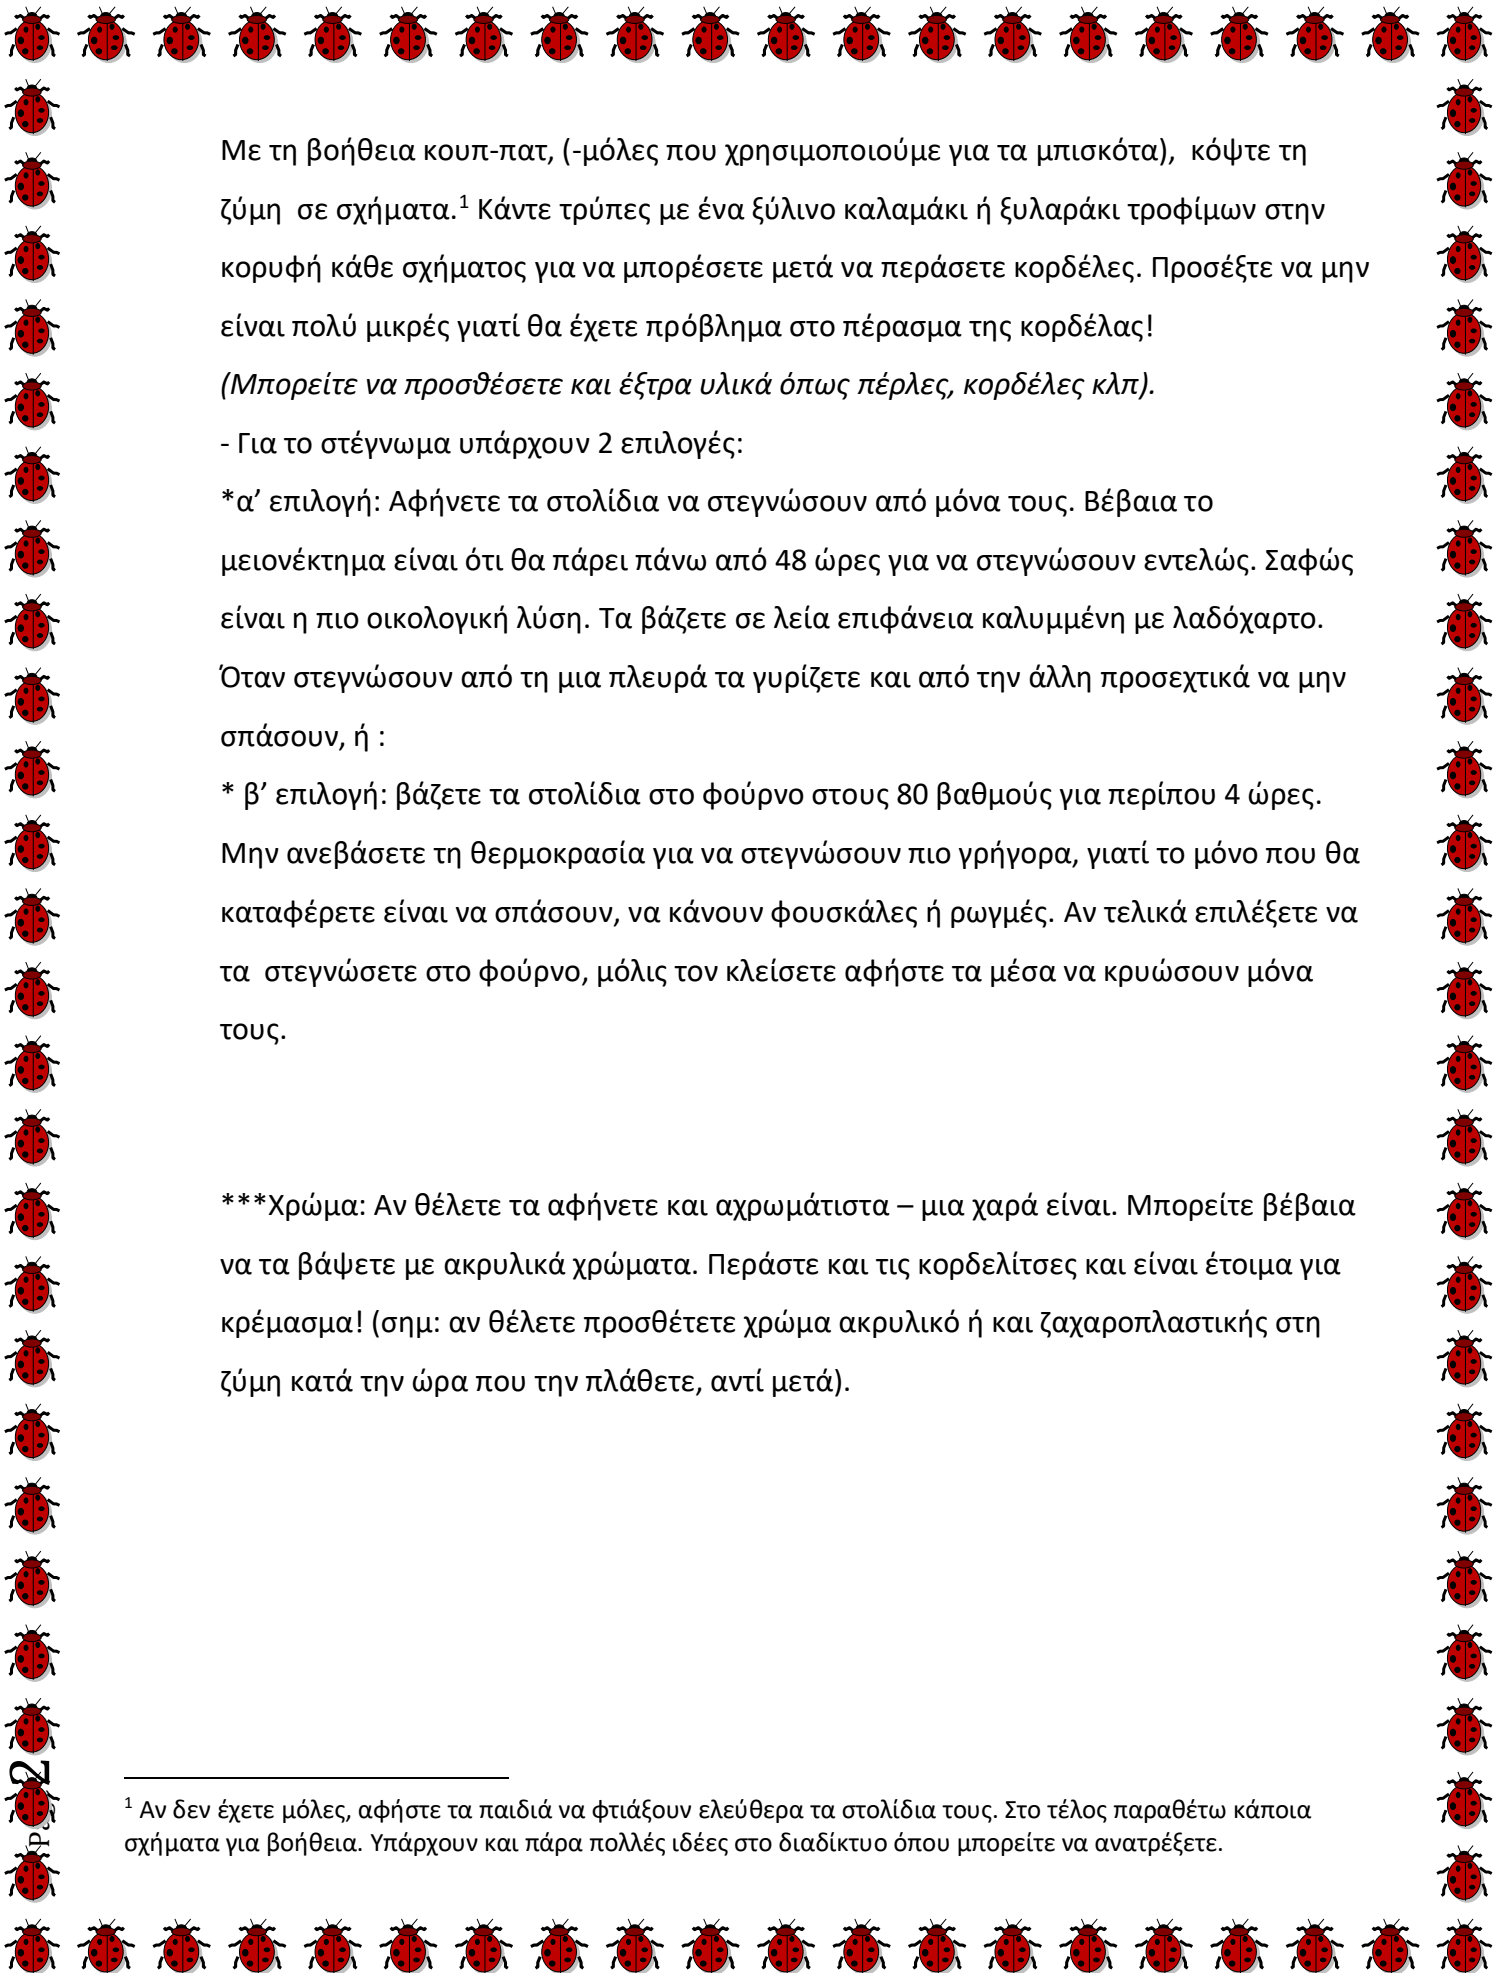 Με τη βοήθεια κουπ-πατ, (-μόλες που χρησιμοποιούμε για τα μπισκότα),  κόψτε τη
ζύμη  σε σχήματα.¹ Κάντε τρύπες με ένα ξύλινο καλαμάκι ή ξυλαράκι τροφίμων στην
κορυφή κάθε σχήματος για να μπορέσετε μετά να περάσετε κορδέλες. Προσέξτε να μην
είναι πολύ μικρές γιατί θα έχετε πρόβλημα στο πέρασμα της κορδέλας!
(Μπορείτε να προσθέσετε και έξτρα υλικά όπως πέρλες, κορδέλες κλπ).
- Για το στέγνωμα υπάρχουν 2 επιλογές:
*α’ επιλογή: Αφήνετε τα στολίδια να στεγνώσουν από μόνα τους. Βέβαια το
μειονέκτημα είναι ότι θα πάρει πάνω από 48 ώρες για να στεγνώσουν εντελώς. Σαφώς
είναι η πιο οικολογική λύση. Τα βάζετε σε λεία επιφάνεια καλυμμένη με λαδόχαρτο.
Όταν στεγνώσουν από τη μια πλευρά τα γυρίζετε και από την άλλη προσεχτικά να μην
σπάσουν, ή :
* β’ επιλογή: βάζετε τα στολίδια στο φούρνο στους 80 βαθμούς για περίπου 4 ώρες.
Μην ανεβάσετε τη θερμοκρασία για να στεγνώσουν πιο γρήγορα, γιατί το μόνο που θα
καταφέρετε είναι να σπάσουν, να κάνουν φουσκάλες ή ρωγμές. Αν τελικά επιλέξετε να
τα  στεγνώσετε στο φούρνο, μόλις τον κλείσετε αφήστε τα μέσα να κρυώσουν μόνα
τους.
***Χρώμα: Αν θέλετε τα αφήνετε και αχρωμάτιστα – μια χαρά είναι. Μπορείτε βέβαια
να τα βάψετε με ακρυλικά χρώματα. Περάστε και τις κορδελίτσες και είναι έτοιμα για
κρέμασμα! (σημ: αν θέλετε προσθέτετε χρώμα ακρυλικό ή και ζαχαροπλαστικής στη
ζύμη κατά την ώρα που την πλάθετε, αντί μετά).
2
¹ Αν δεν έχετε μόλες, αφήστε τα παιδιά να φτιάξουν ελεύθερα τα στολίδια τους. Στο τέλος παραθέτω κάποια
σχήματα για βοήθεια. Υπάρχουν και πάρα πολλές ιδέες στο διαδίκτυο όπου μπορείτε να ανατρέξετε.